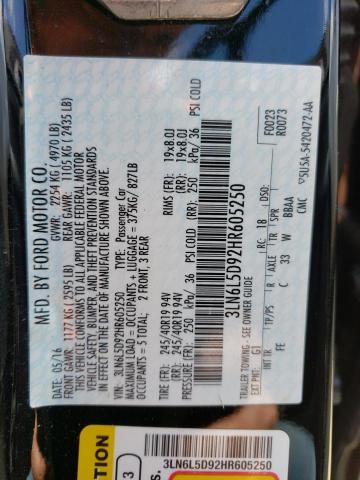 MFD. BY FORD MOTOR CO.
DATE: 05/16 GVWR: 2254 KG ( 4970 LB)
FRONT GAWR: 1177 KG (2595 LB) REAR GAWR: 1105 KG ( 2435 LB)
THIS VEHICLE CONFORMS TO ALL APPLICABLE FEDERAL MOTOR
VEHICLE SAFETY, BUMPER, AND THEFT PREVENTION STANDARDS
IN EFFECT ON THE DATE OF MANUFACTURE SHOWN ABOVE.
VIN: 3LN6L5D92HR605250 TYPE: Passenger Car
MAX. OCCUPANTS + LUGGAGE = 375KG/ 827LB
OCCUPANTS = 5 TOTAL: 2 FRONT, 3 REAR
TIRE (FR): 245/40R19 94V RIMS (FR): 19x8.0J
(RR): 245/40R19 94V (RR): 19x8.0J
PRESSURE (FR): 250 kPa/ 36 PSI COLD (RR): 250 kPa/ 36 PSI COLD
3LN6L5D92HR605250
TRAILER TOWING - SEE OWNER GUIDE
EXT PNT: G1 RC: 18 DSO: F0023
R0073
INT TR TP/PS R AXLE TR SPR
FE C 33 W BBAA
CMC
5U5A-5420472-AA
3LN6L5D92HR605250